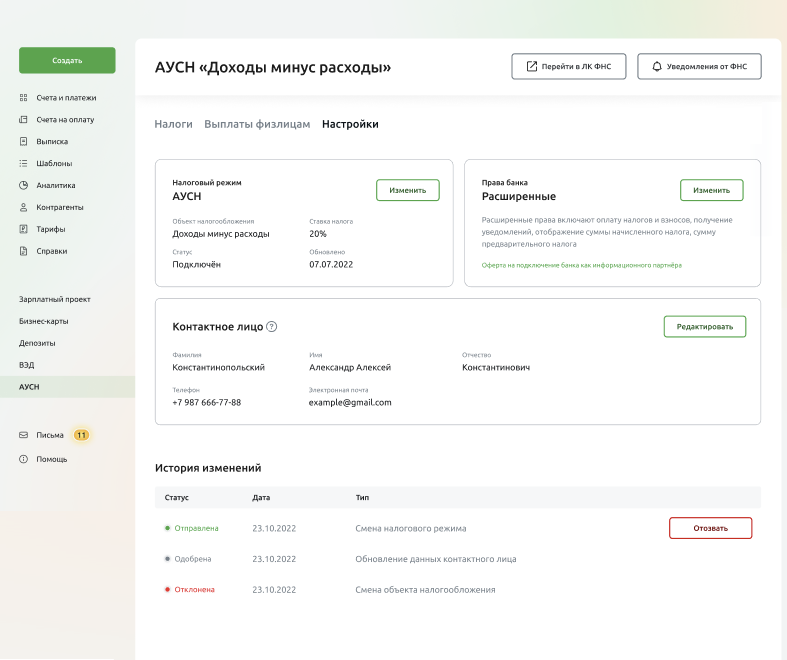 Создать
Счета и платежи
Счета на оплату
Выписка
Шаблоны
Аналитика
Контрагенты
Тарифы
Справки
Зарплатный проект
Бизнес-карты
Депозиты
ВЭД
АУСН
Письма 11
Помощь
АУСН «Доходы минус расходы»
Перейти в ЛК ФНС
Уведомления от ФНС
Налоги Выплаты физлицам Настройки
Налоговый режим
АУСН
Изменить
Объект налогообложения
Доходы минус расходы
Ставка налога
20%
Статус
Подключён
Обновлено
07.07.2022
Права банка
Расширенные
Изменить
Расширенные права включают оплату налогов и взносов, получение
уведомлений, отображение суммы начисленного налога, сумму
предварительного налога
Оферта на подключение банка как информационного партнёра
Контактное лицо ?
Редактировать
Фамилия
Константинопольский
Имя
Александр Алексей
Отчество
Константинович
Телефон
+7 987 666-77-88
Электронная почта
example@gmail.com
История изменений
Статус Дата Тип
Отправлена 23.10.2022 Смена налогового режима Отозвать
Одобрена 23.10.2022 Обновление данных контактного лица
Отклонена 23.10.2022 Смена объекта налогообложения